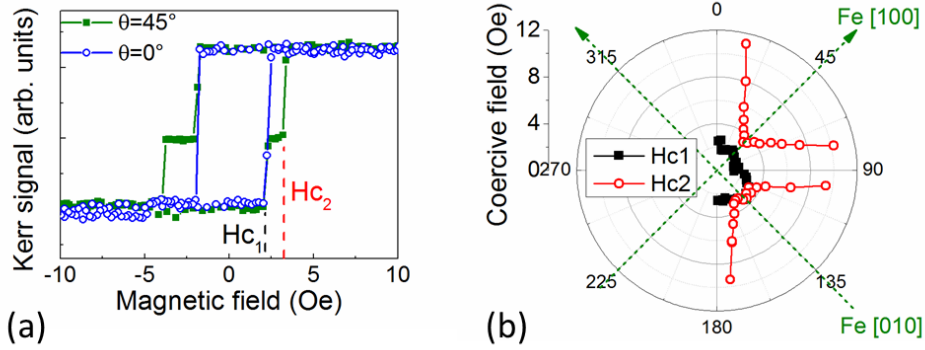 Kerr signal (arb. units)
θ=45°
θ=0°
Hc1
Hc2
-10 -5 0 5 10
Magnetic field (Oe)
(a)
Coercive field (Oe)
12
8
4
0
0
45
90
135
180
225
270
315
Fe [100]
Fe [010]
Hc1
Hc2
(b)